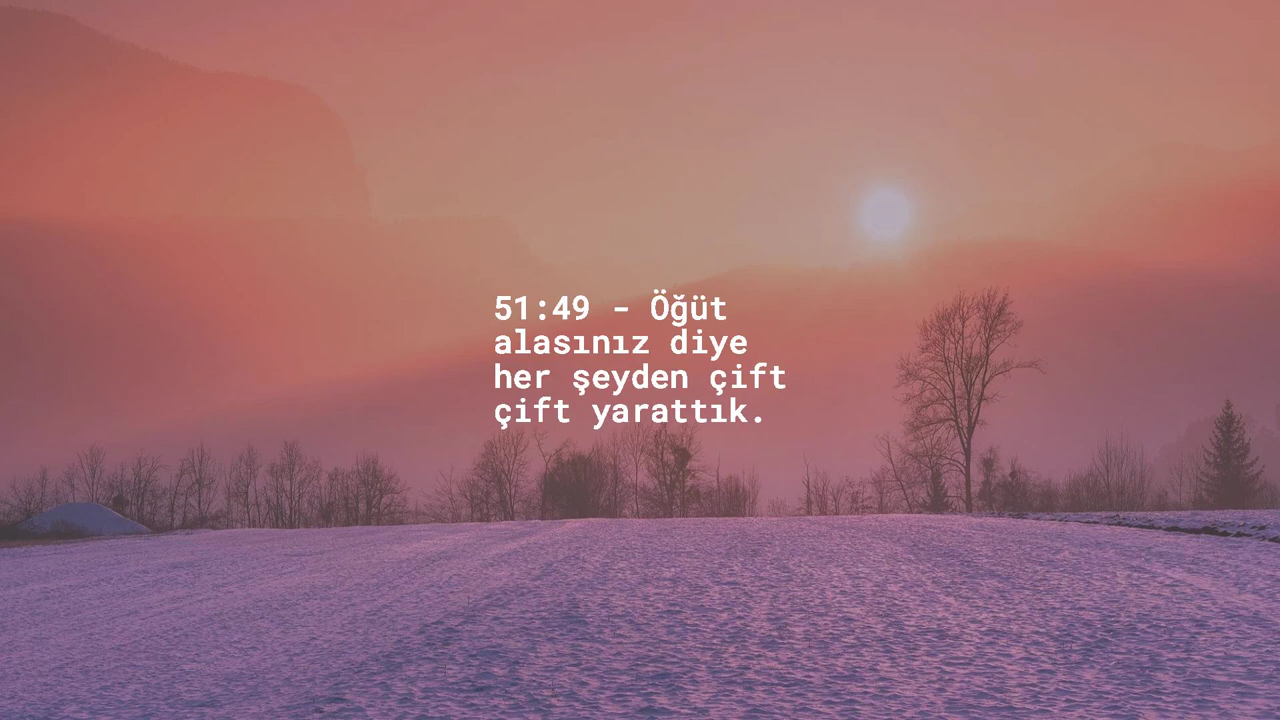 51:49 - Öğüt
alasınız diye
her şeyden çift
çift yarattık.